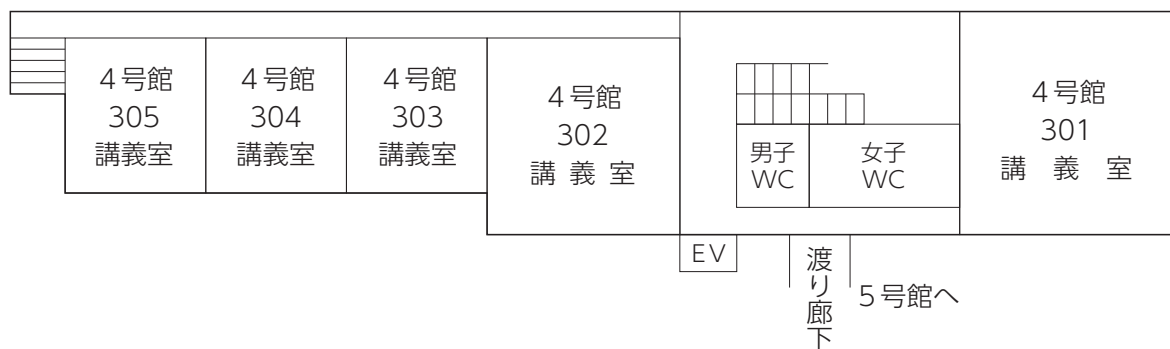 ４号館
305
講義室
４号館
304
講義室
４号館
303
講義室
４号館
302
講義室
男子
WC
女子
WC
４号館
301
講義室
EV
渡り廊下
５号館へ